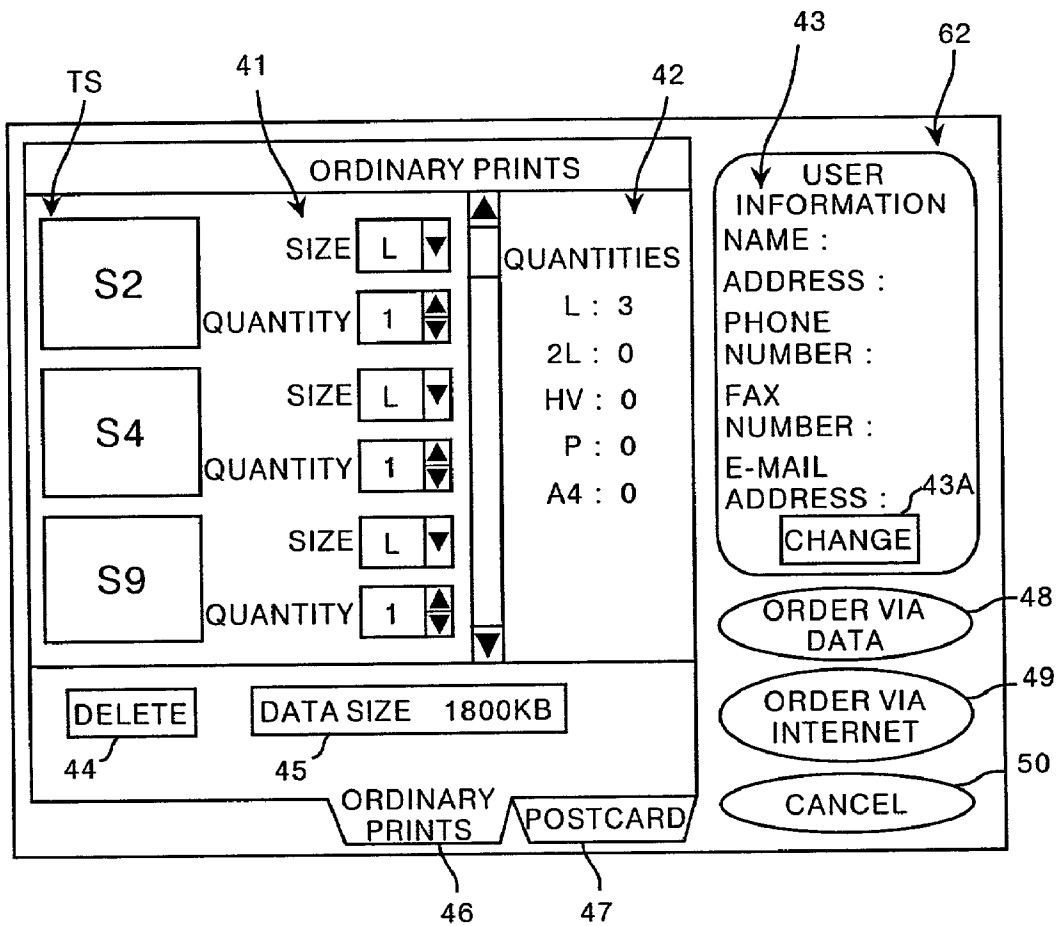 TS
41
42
43
62
ORDINARY PRINTS
S2
SIZE L
QUANTITY 1
S4
SIZE L
QUANTITY 1
S9
SIZE L
QUANTITY 1
QUANTITIES
L : 3
2L : 0
HV : 0
P : 0
A4 : 0
USER
INFORMATION
NAME :
ADDRESS :
PHONE
NUMBER :
FAX
NUMBER :
E-MAIL
ADDRESS :
43A
CHANGE
ORDER VIA
DATA
48
ORDER VIA
INTERNET
49
CANCEL
50
DELETE
44
DATA SIZE 1800KB
45
ORDINARY
PRINTS
46
POSTCARD
47